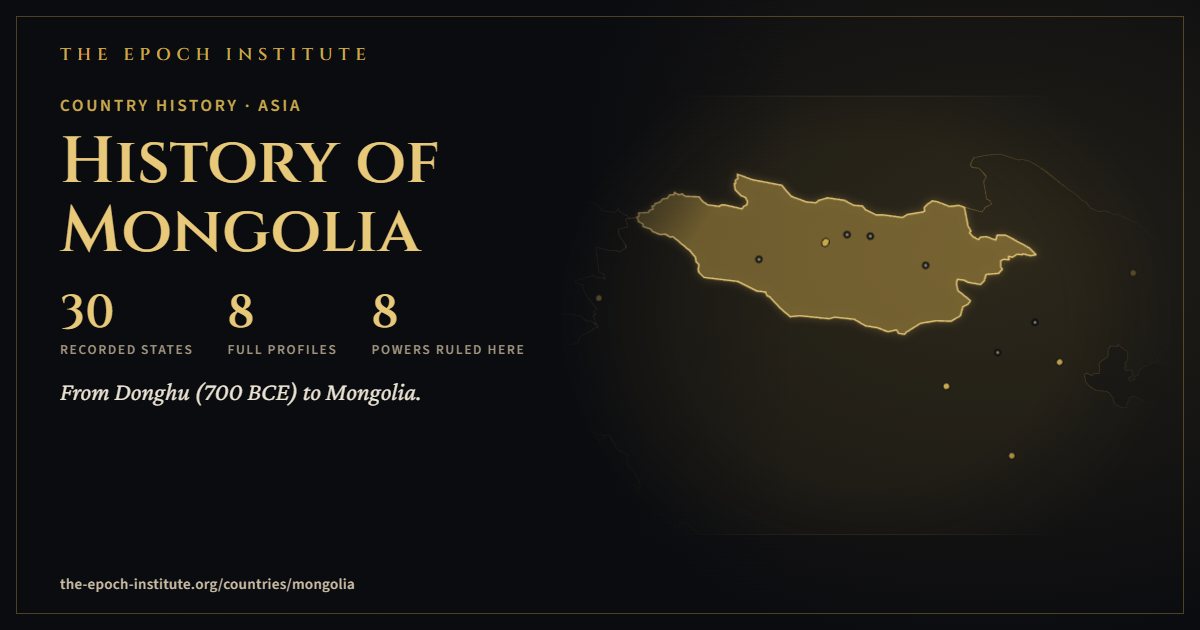 THE EPOCH INSTITUTE
COUNTRY HISTORY · ASIA
HISTORY OF
MONGOLIA
30 8 8
RECORDED STATES FULL PROFILES POWERS RULED HERE
From Donghu (700 BCE) to Mongolia.
the-epoch-institute.org/countries/mongolia